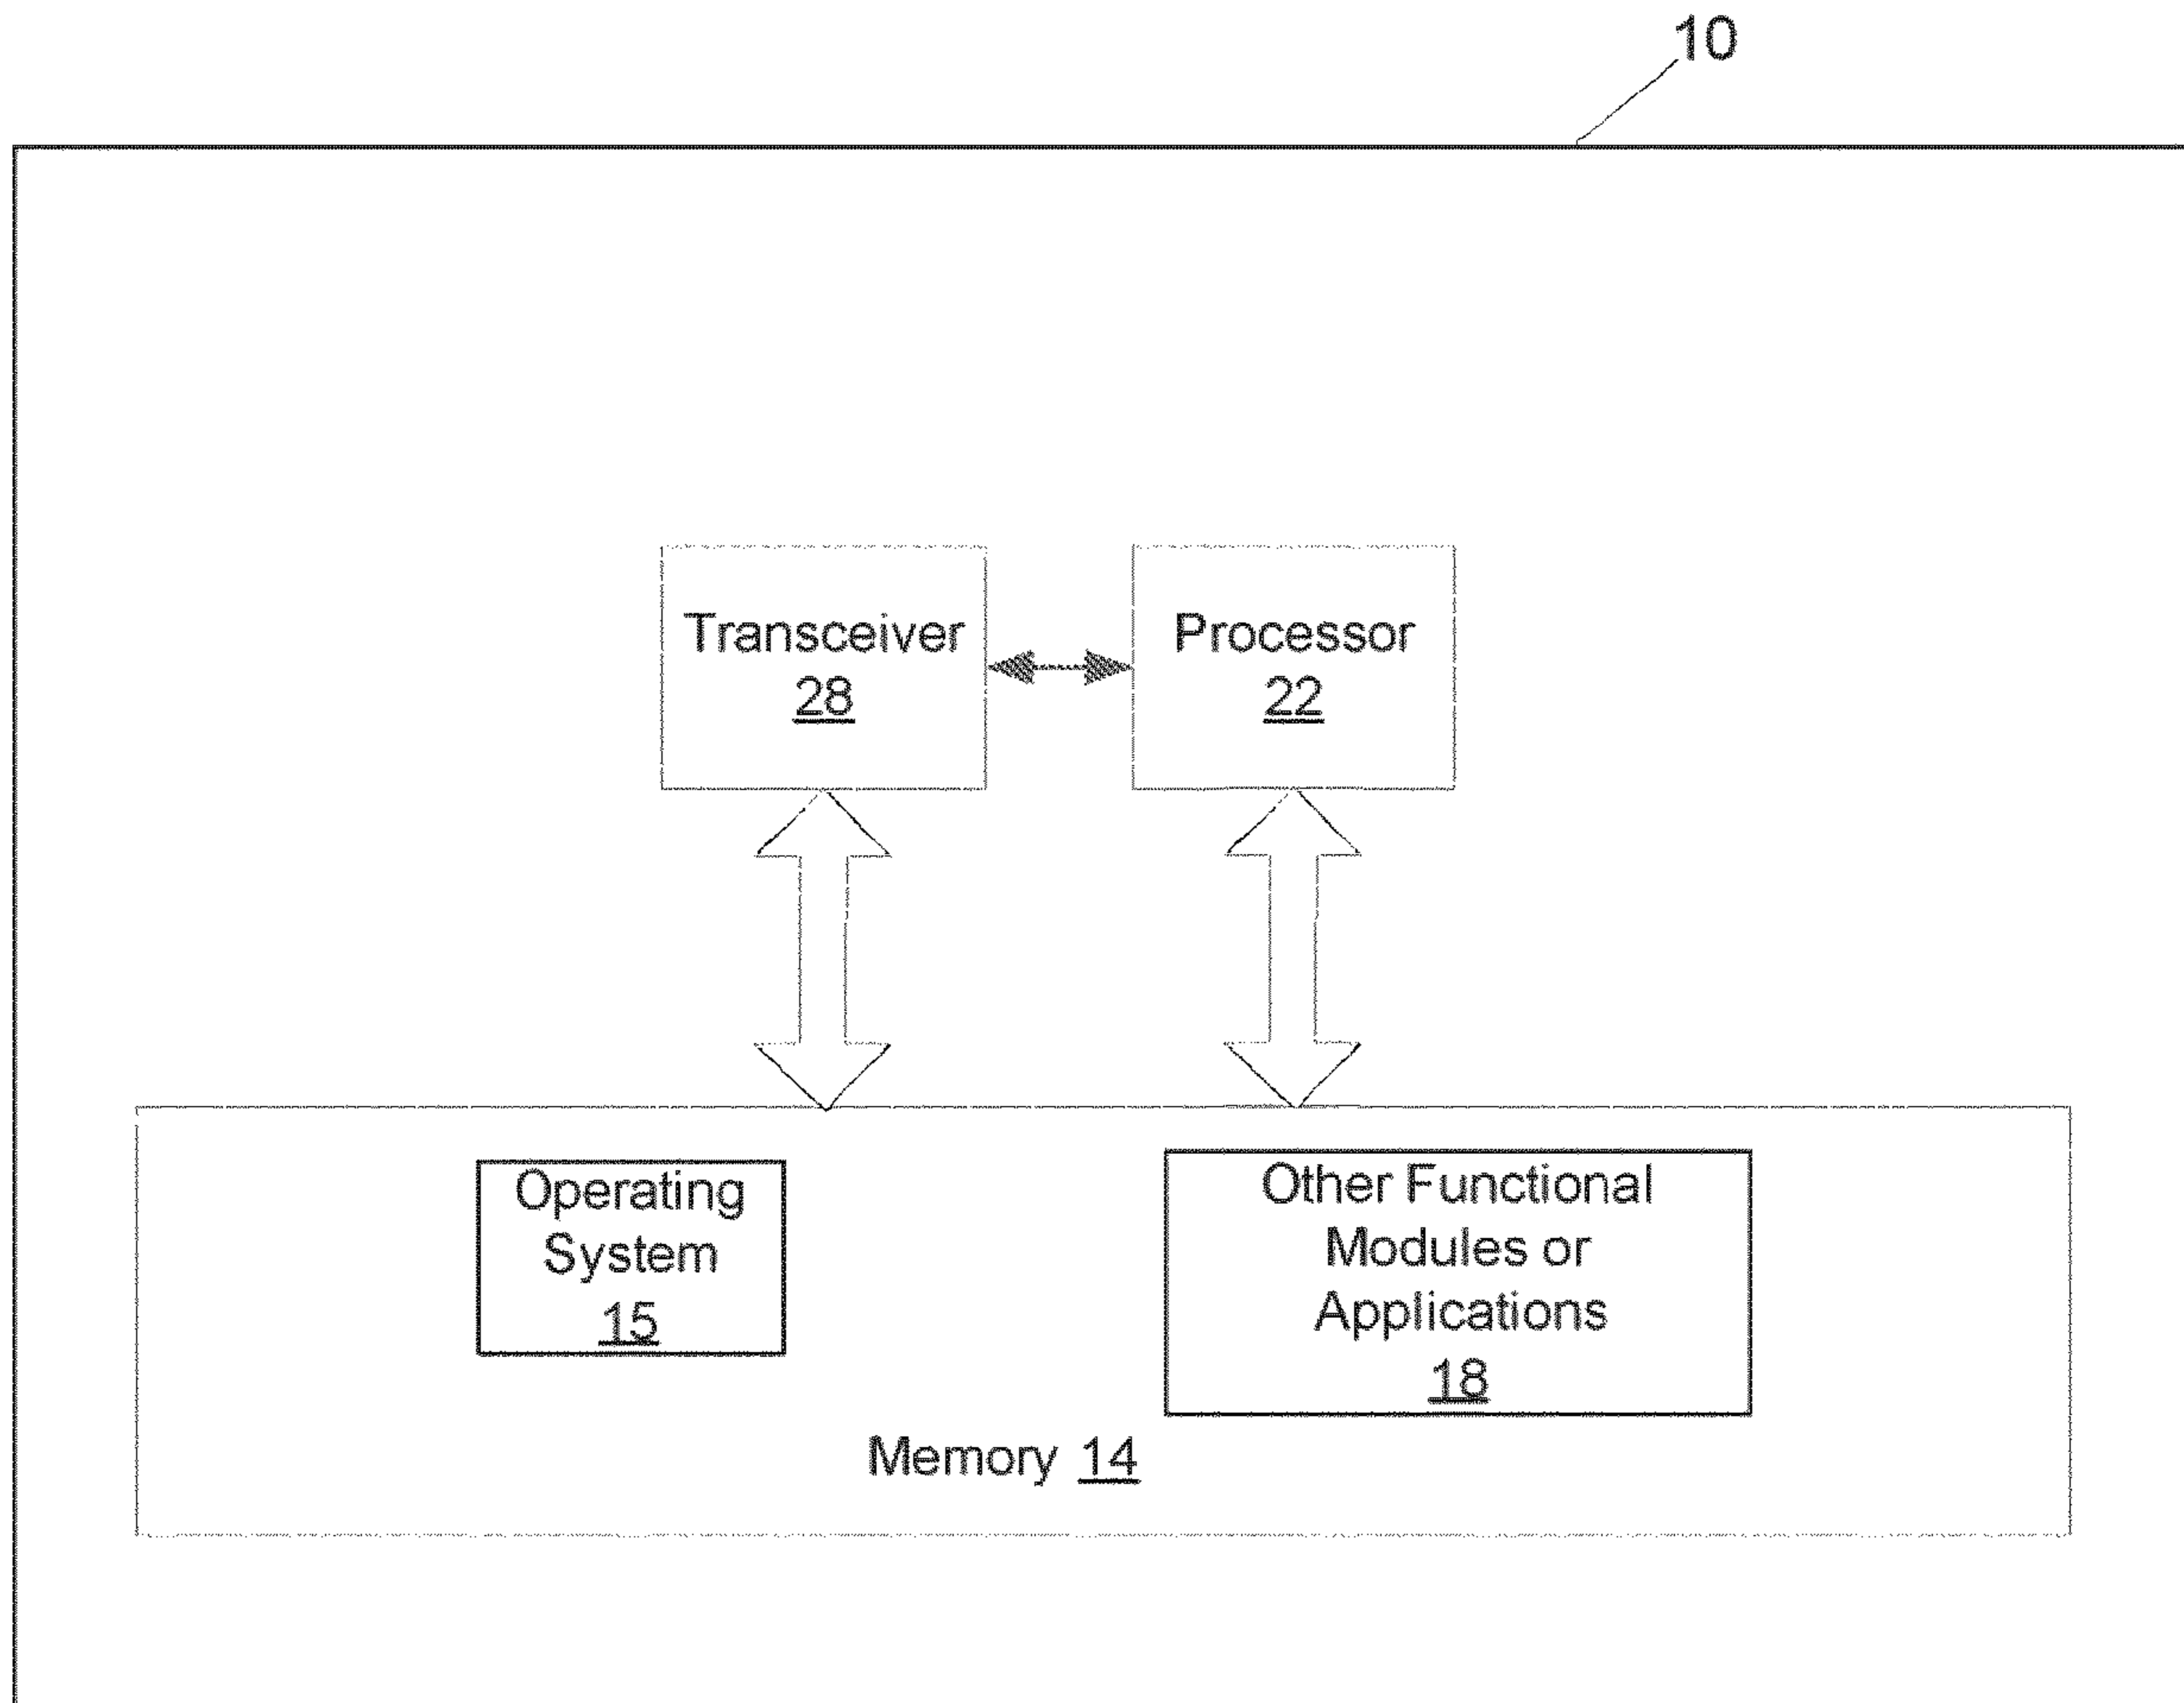 10
Transceiver
28
Processor
22
Operating
System
15
Other Functional
Modules or
Applications
18
Memory 14